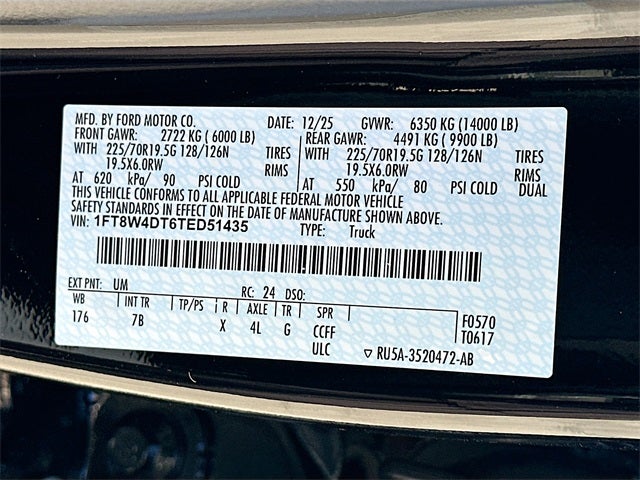 MFD. BY FORD MOTOR CO.
DATE: 12/25 GVWR: 6350 KG (14000 LB)
FRONT GAWR: 2722 KG ( 6000 LB)
WITH 225/70R19.5G 128/126N TIRES
19.5X6.0RW RIMS
AT 620 kPa/ 90 PSI COLD
REAR GAWR: 4491 KG ( 9900 LB)
WITH 225/70R19.5G 128/126N TIRES
19.5X6.0RW RIMS
AT 550 kPa/ 80 PSI COLD DUAL
THIS VEHICLE CONFORMS TO ALL APPLICABLE FEDERAL MOTOR VEHICLE
SAFETY STANDARDS IN EFFECT ON THE DATE OF MANUFACTURE SHOWN ABOVE.
VIN: 1FT8W4DT6TED51435 TYPE: Truck
EXT PNT: UM RC: 24 DSO:
WB INT TR TP/PS R AXLE TR SPR
176 7B X 4L G CCFF
ULC
F0570
T0617
RU5A-3520472-AB